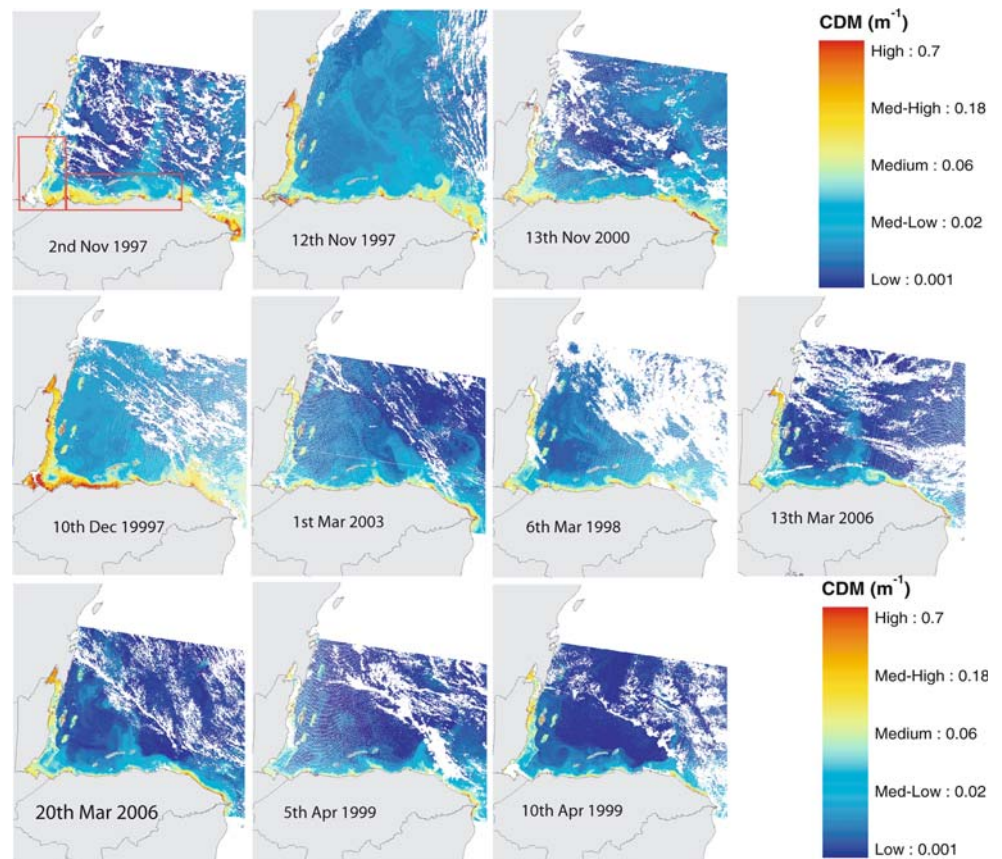 CDM (m-1)
High : 0.7
Med-High : 0.18
Medium : 0.06
Med-Low : 0.02
Low : 0.001
2nd Nov 1997
12th Nov 1997
13th Nov 2000
10th Dec 19997
1st Mar 2003
6th Mar 1998
13th Mar 2006
CDM (m-1)
High : 0.7
Med-High : 0.18
Medium : 0.06
Med-Low : 0.02
Low : 0.001
20th Mar 2006
5th Apr 1999
10th Apr 1999